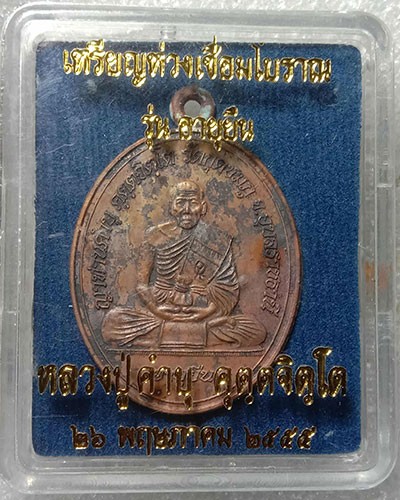 เหรียญห่วงเชื่อมโบราณ
รุ่น อายุยืน
หลวงปู่คำบุ คุตฺตจิตฺโต
๒๖ พฤษภาคม ๒๕๕๕